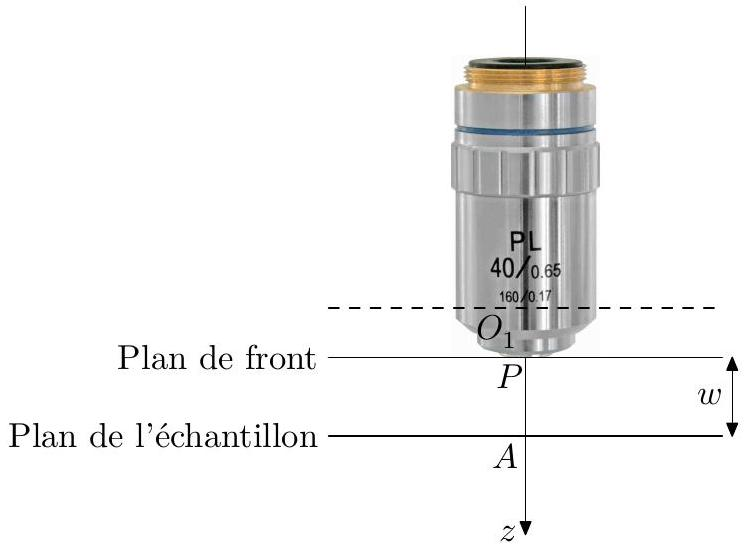 PL
40/0.65
160/0.17
O₁
Plan de front
P
w
Plan de l'échantillon
A
z